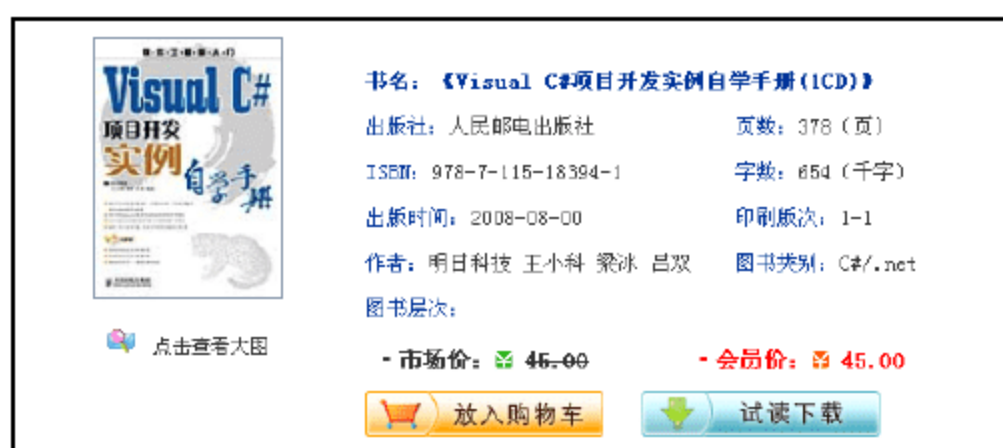 Visual C#
项目开发
实例
自学手册
书名：《Visual C#项目开发实例自学手册(1CD)》
出版社：人民邮电出版社 页数：378（页）
ISBN：978-7-115-18394-1 字数：654（千字）
出版时间：2008-08-00 印刷版次：1-1
作者：明日科技 王小科 梁冰 吕双 图书类别：C#/.net
图书层次：
点击查看大图
- 市场价：¥ 45.00 - 会员价：¥ 45.00
放入购物车 试读下载